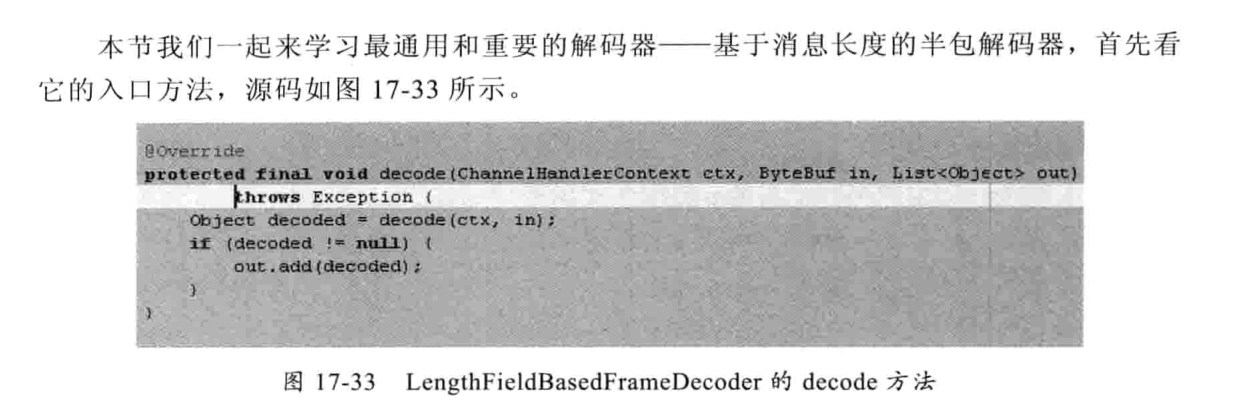 本节我们一起来学习最通用和重要的解码器——基于消息长度的半包解码器，首先看
它的入口方法，源码如图 17-33 所示。
@Override
protected final void decode(ChannelHandlerContext ctx, ByteBuf in, List<Object> out)
throws Exception {
Object decoded = decode(ctx, in);
if (decoded != null) {
out.add(decoded);
}
}
图 17-33 LengthFieldBasedFrameDecoder 的 decode 方法